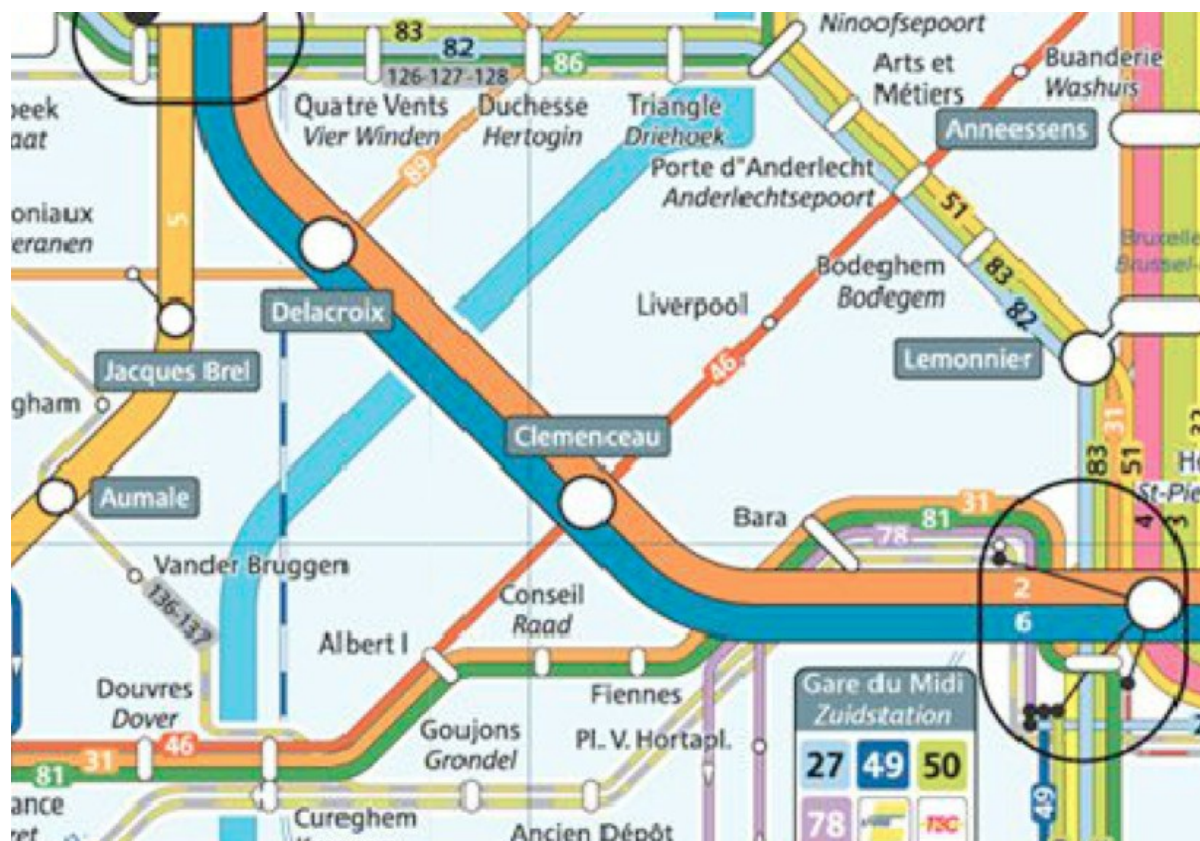 83
82
126-127-128
86
Ninoofsepoort
Quatre Vents
Vier Winden
Duchesse
Hertogin
Triangle
Driehoek
Arts et
Métiers
Buanderie
Washuis
Anneessens
89
Porte d"Anderlecht
Anderlechtsepoort
5
51
83
82
Bodeghem
Bodegem
Liverpool
Delacroix
Jacques Brel
46
Lemonnier
Clemenceau
Aumale
31
83
51
32
Bara
31
81
78
4
3
Vander Bruggen
136-137
Conseil
Raad
2
6
Albert I
Fiennes
Douvres
Dover
Goujons
Grondel
Pl. V. Hortapl.
Gare du Midi
Zuidstation
27
49
50
78
TEC
31
46
81
49
Cureghem
Ancien Dépôt